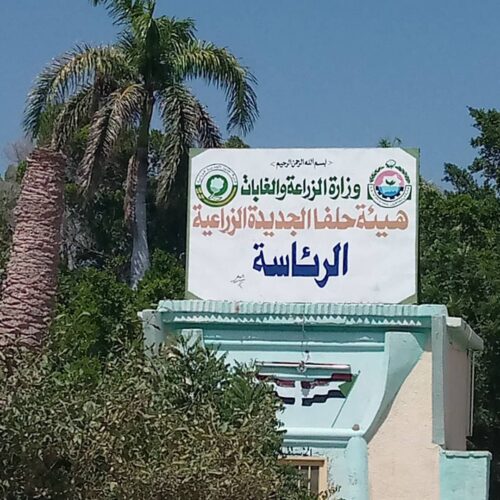 بسم الله الرحمن الرحيم
وزارة الزراعة والغابات
هيئة حلفا الجديدة الزراعية
الرئاسة